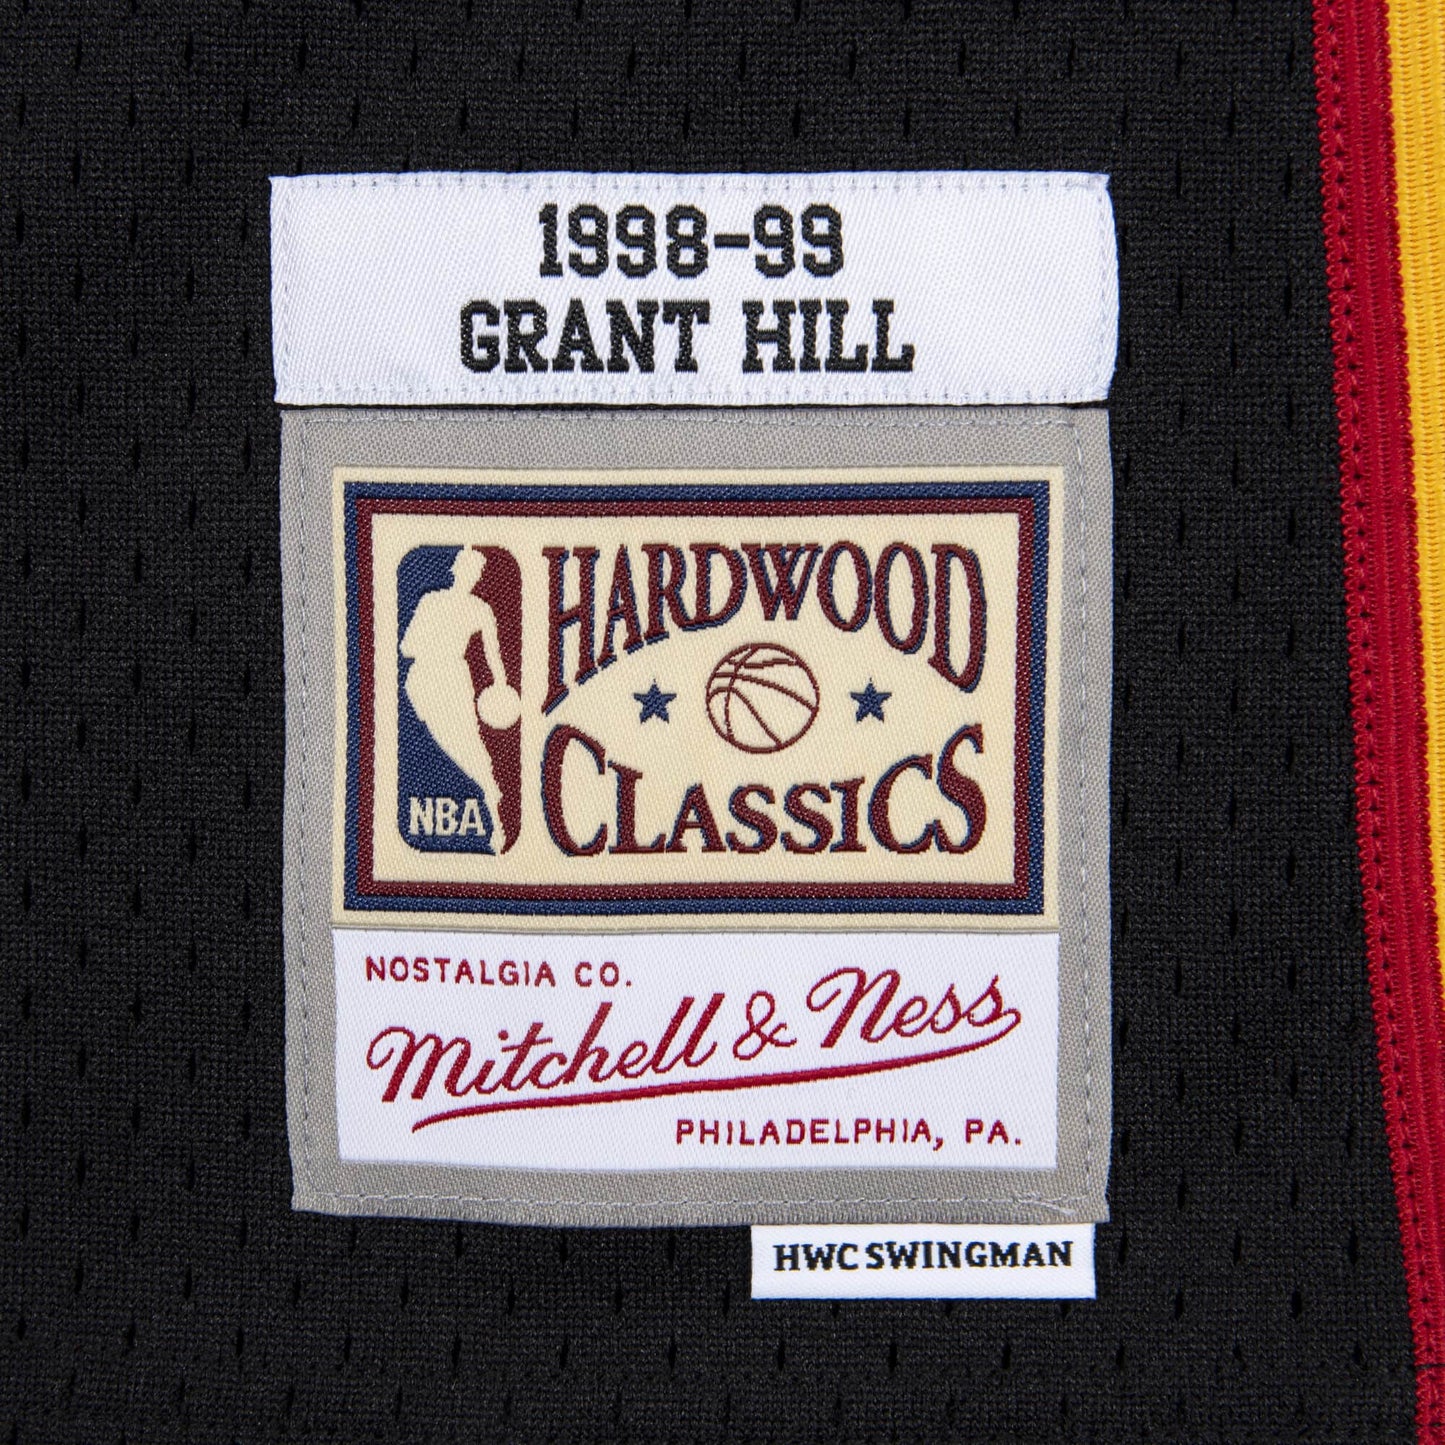 1998-99
GRANT HILL
HARDWOOD
CLASSICS
NBA
NOSTALGIA CO.
Mitchell & Ness
PHILADELPHIA, PA.
HWC SWINGMAN